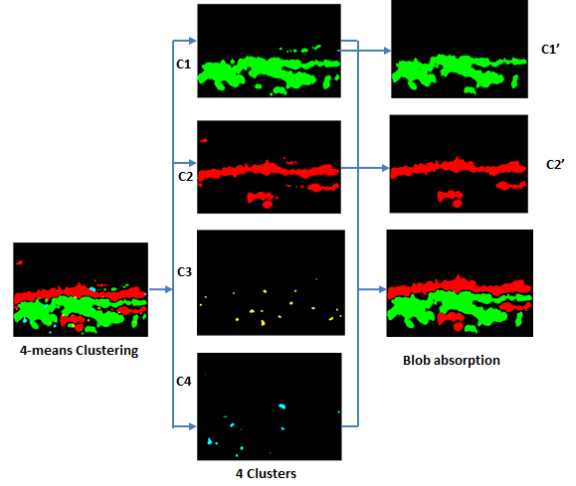 C1
C1’
C2
C2’
C3
4-means Clustering
Blob absorption
C4
4 Clusters